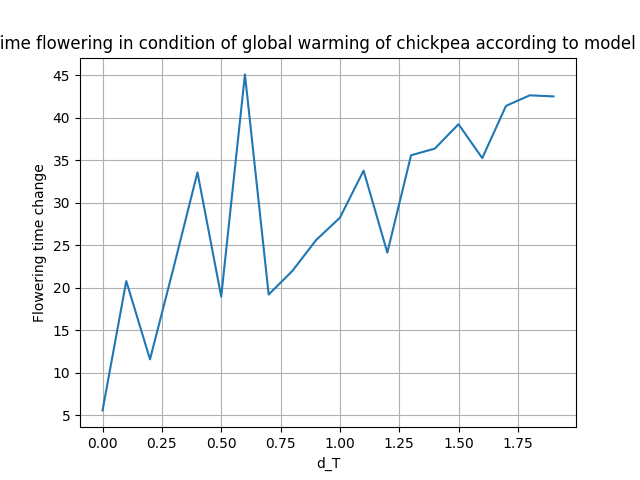 ime flowering in condition of global warming of chickpea according to model
Flowering time change
45
40
35
30
25
20
15
10
5
0.00 0.25 0.50 0.75 1.00 1.25 1.50 1.75
d_T